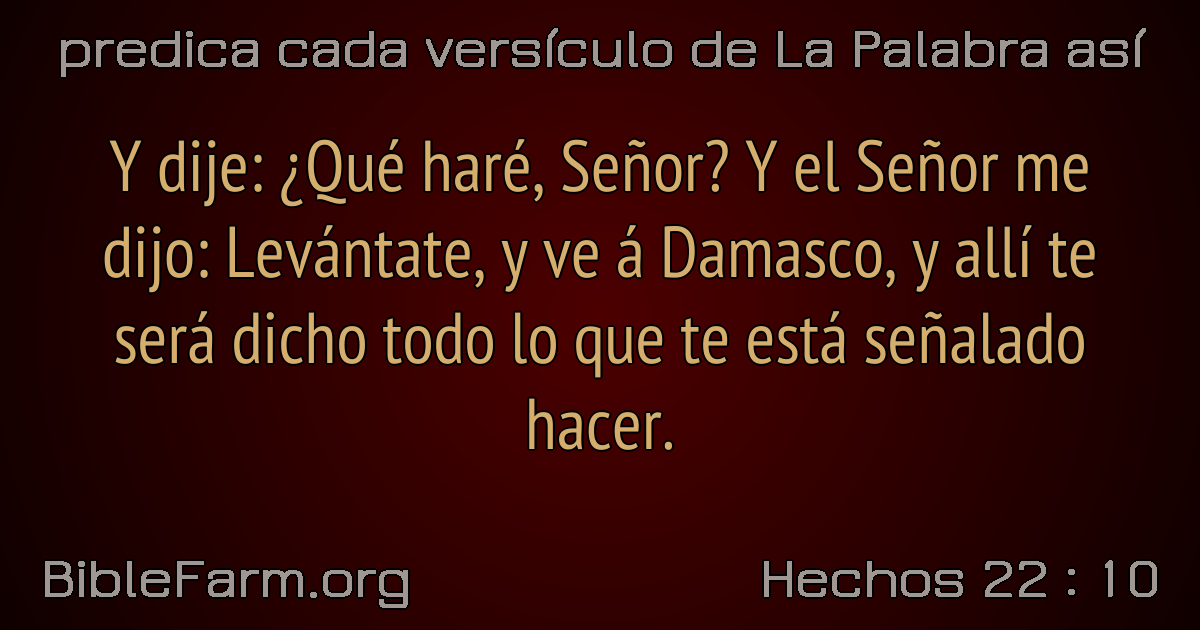 predica cada versículo de La Palabra así
Y dije: ¿Qué haré, Señor? Y el Señor me
dijo: Levántate, y ve á Damasco, y allí te
será dicho todo lo que te está señalado
hacer.
BibleFarm.org
Hechos 22 : 10